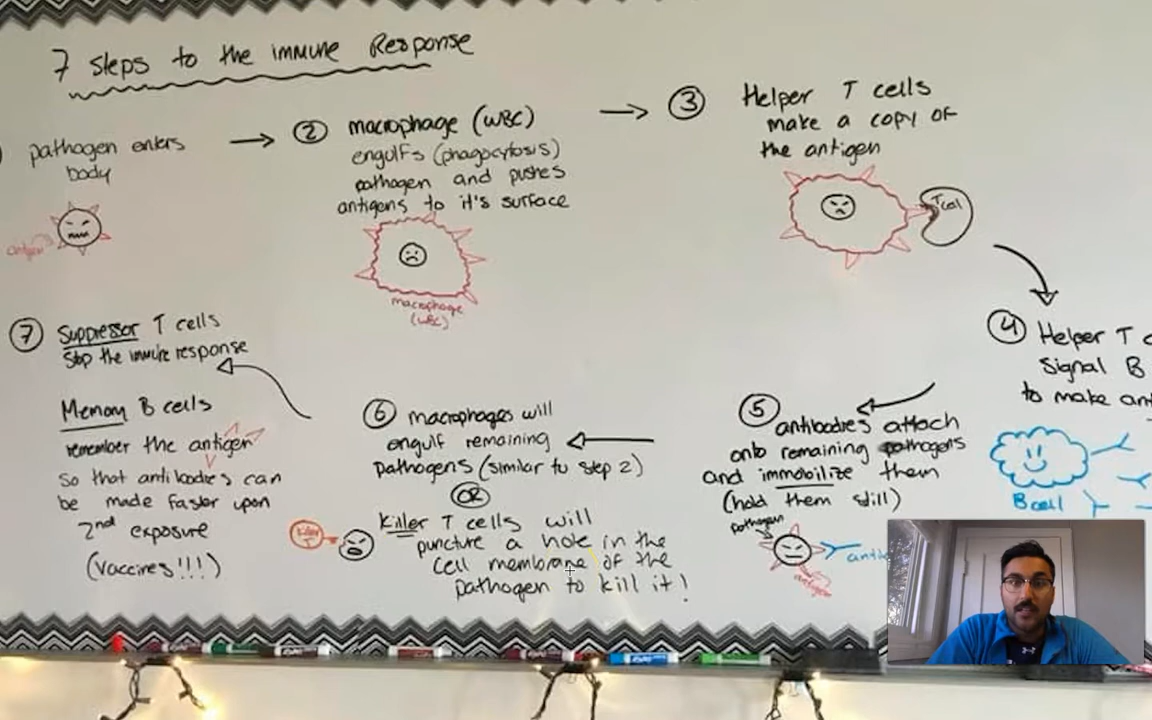 7 steps to the immune Response
pathogen enters
body
antigen
② macrophage (WBC)
engulfs (phagocytosis)
pathogen and pushes
antigens to it's surface
macrophage
(WBC)
③ Helper T cells
make a copy of
the antigen
T cell
④ Helper T
Signal B
to make
B cell
⑤ antibodies attach
onto remaining pathogens
and immobilize them
(hold them still)
pathogen
antigen
⑥ macrophages will
engulf remaining
pathogens (similar to step 2)
OR
Killer T cells will
puncture a hole in the
cell membrane of the
pathogen to kill it!
Killer
T
⑦ Suppressor T cells
Stop the immune response
Memory B cells
remember the antigen
so that antibodies can
be made faster upon
2nd exposure
(vaccines!!!)